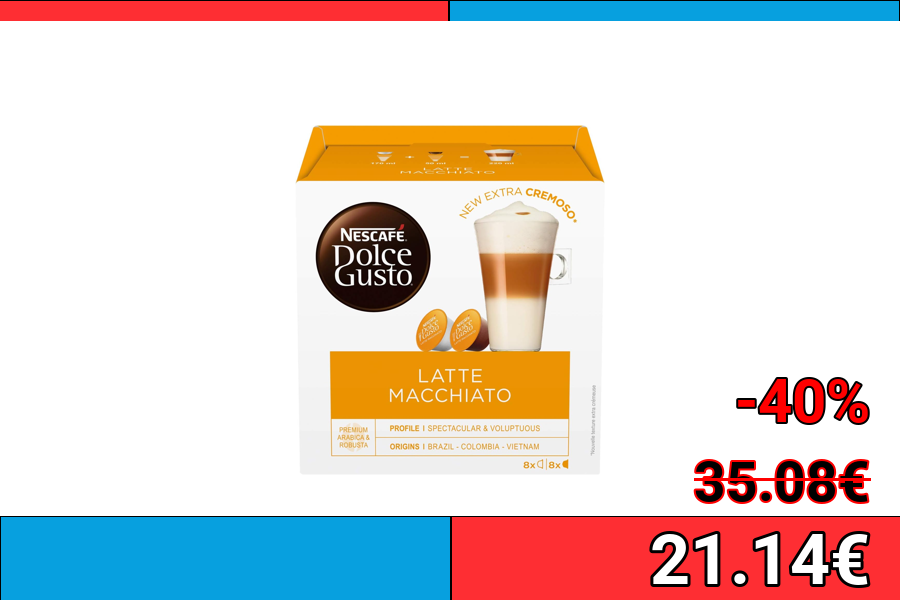 LATTE
MACCHIATO
NEW EXTRA CREMOSO*
NESCAFÉ
Dolce
Gusto
LATTE
MACCHIATO
PREMIUM
ARABICA &
ROBUSTA
PROFILE | SPECTACULAR & VOLUPTUOUS
ORIGINS | BRAZIL - COLOMBIA - VIETNAM
8x 8x
-40%
35.08€
21.14€